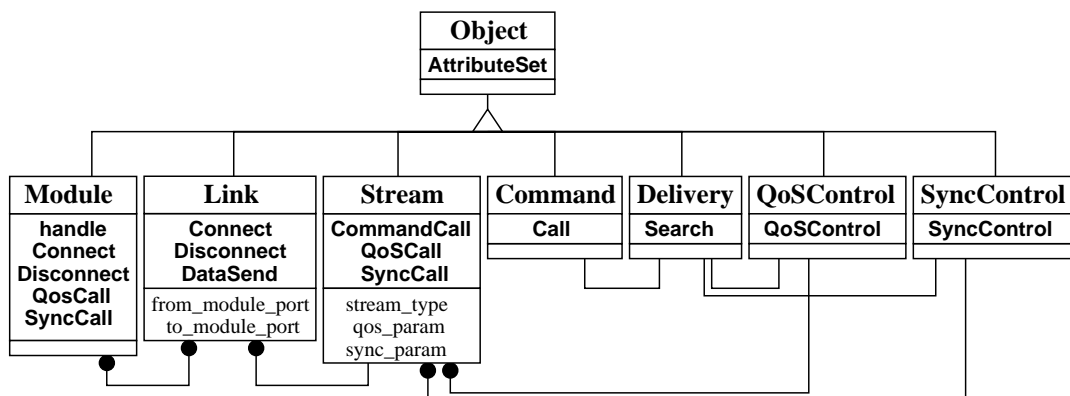 Object
AttributeSet
Module
handle
Connect
Disconnect
QosCall
SyncCall
Link
Connect
Disconnect
DataSend
from_module_port
to_module_port
Stream
CommandCall
QoSCall
SyncCall
stream_type
qos_param
sync_param
Command
Call
Delivery
Search
QoSControl
QoSControl
SyncControl
SyncControl